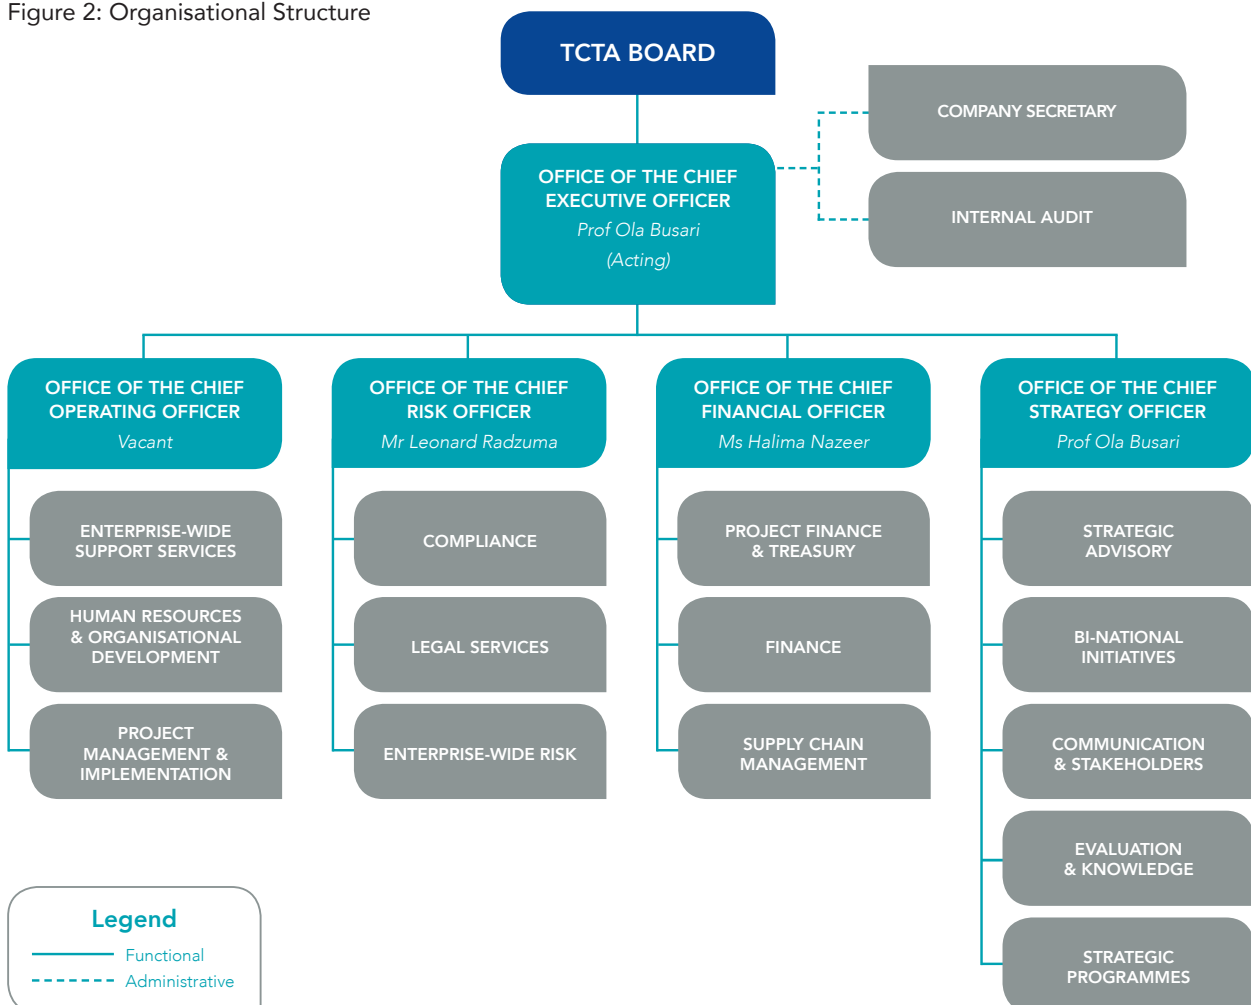 Figure 2: Organisational Structure
TCTA BOARD
COMPANY SECRETARY
INTERNAL AUDIT
OFFICE OF THE CHIEF
EXECUTIVE OFFICER
Prof Ola Busari
(Acting)
OFFICE OF THE CHIEF
OPERATING OFFICER
Vacant
ENTERPRISE-WIDE
SUPPORT SERVICES
HUMAN RESOURCES
& ORGANISATIONAL
DEVELOPMENT
PROJECT
MANAGEMENT &
IMPLEMENTATION
OFFICE OF THE CHIEF
RISK OFFICER
Mr Leonard Radzuma
COMPLIANCE
LEGAL SERVICES
ENTERPRISE-WIDE RISK
OFFICE OF THE CHIEF
FINANCIAL OFFICER
Ms Halima Nazeer
PROJECT FINANCE
& TREASURY
FINANCE
SUPPLY CHAIN
MANAGEMENT
OFFICE OF THE CHIEF
STRATEGY OFFICER
Prof Ola Busari
STRATEGIC
ADVISORY
BI-NATIONAL
INITIATIVES
COMMUNICATION
& STAKEHOLDERS
EVALUATION
& KNOWLEDGE
STRATEGIC
PROGRAMMES
Legend
Functional
Administrative